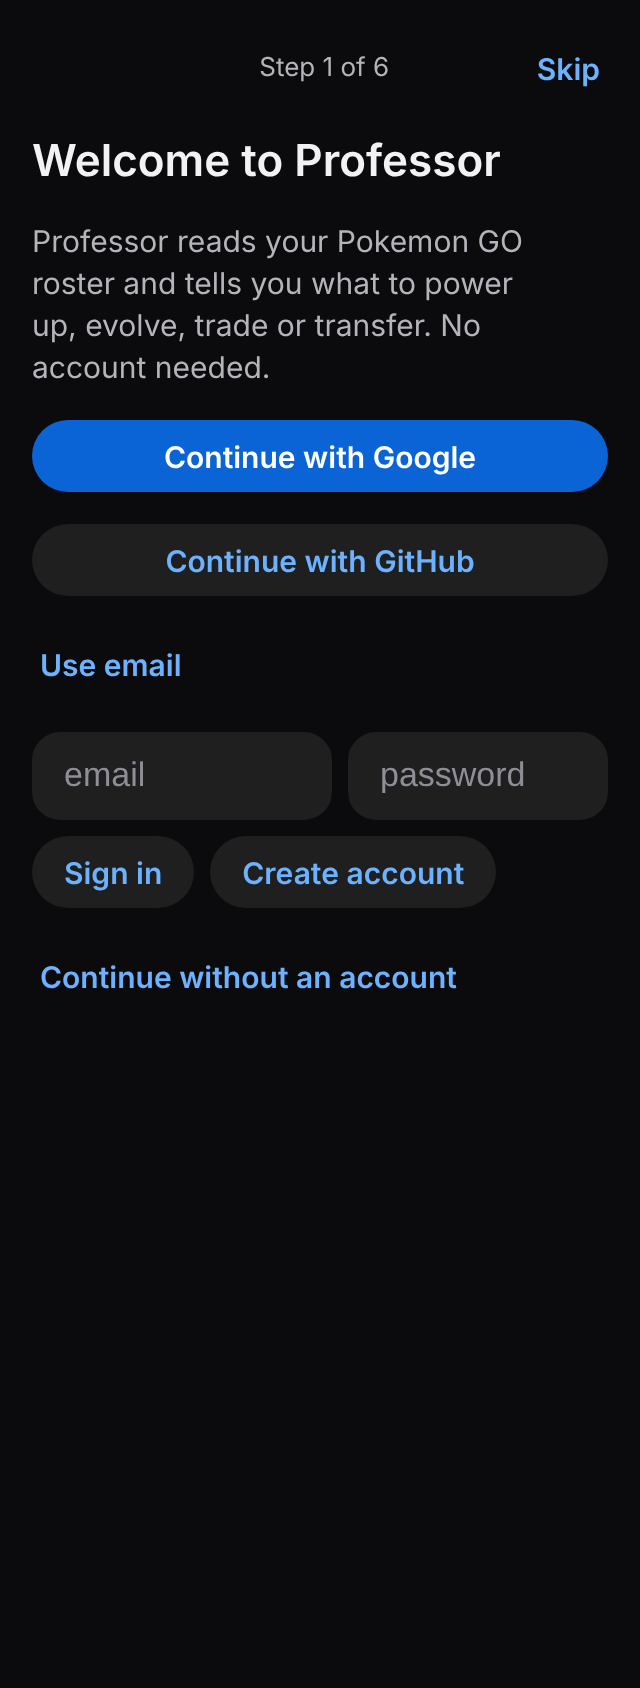 Step 1 of 6
Skip
Welcome to Professor
Professor reads your Pokemon GO
roster and tells you what to power
up, evolve, trade or transfer. No
account needed.
Continue with Google
Continue with GitHub
Use email
email
password
Sign in
Create account
Continue without an account